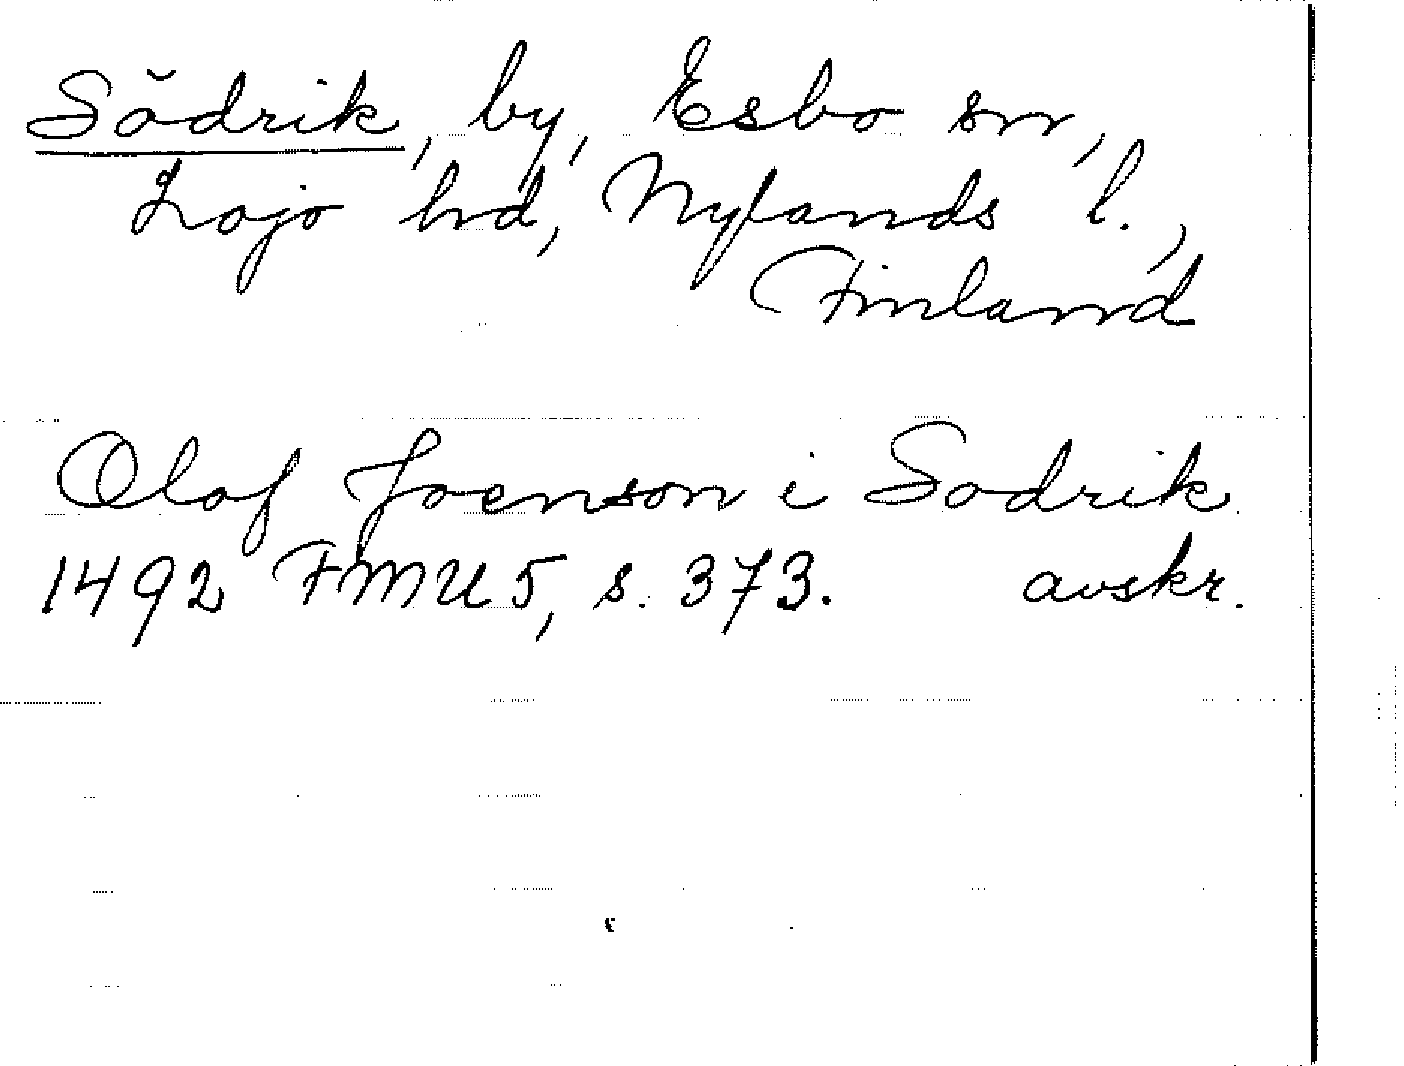 Södrik, by, Esbo sn,
Lojo hd, Nylands l.,
Finland
Olof Joenson i Sodrik
1492 FMU 5, s. 373. avskr.